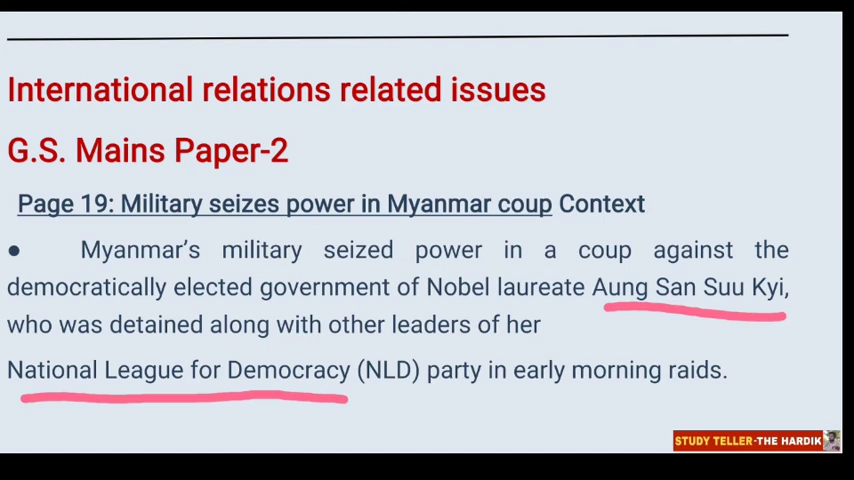 International relations related issues
G.S. Mains Paper-2
Page 19: Military seizes power in Myanmar coup Context
● Myanmar's military seized power in a coup against the
democratically elected government of Nobel laureate Aung San Suu Kyi,
who was detained along with other leaders of her
National League for Democracy (NLD) party in early morning raids.
STUDY TELLER-THE HARDIK